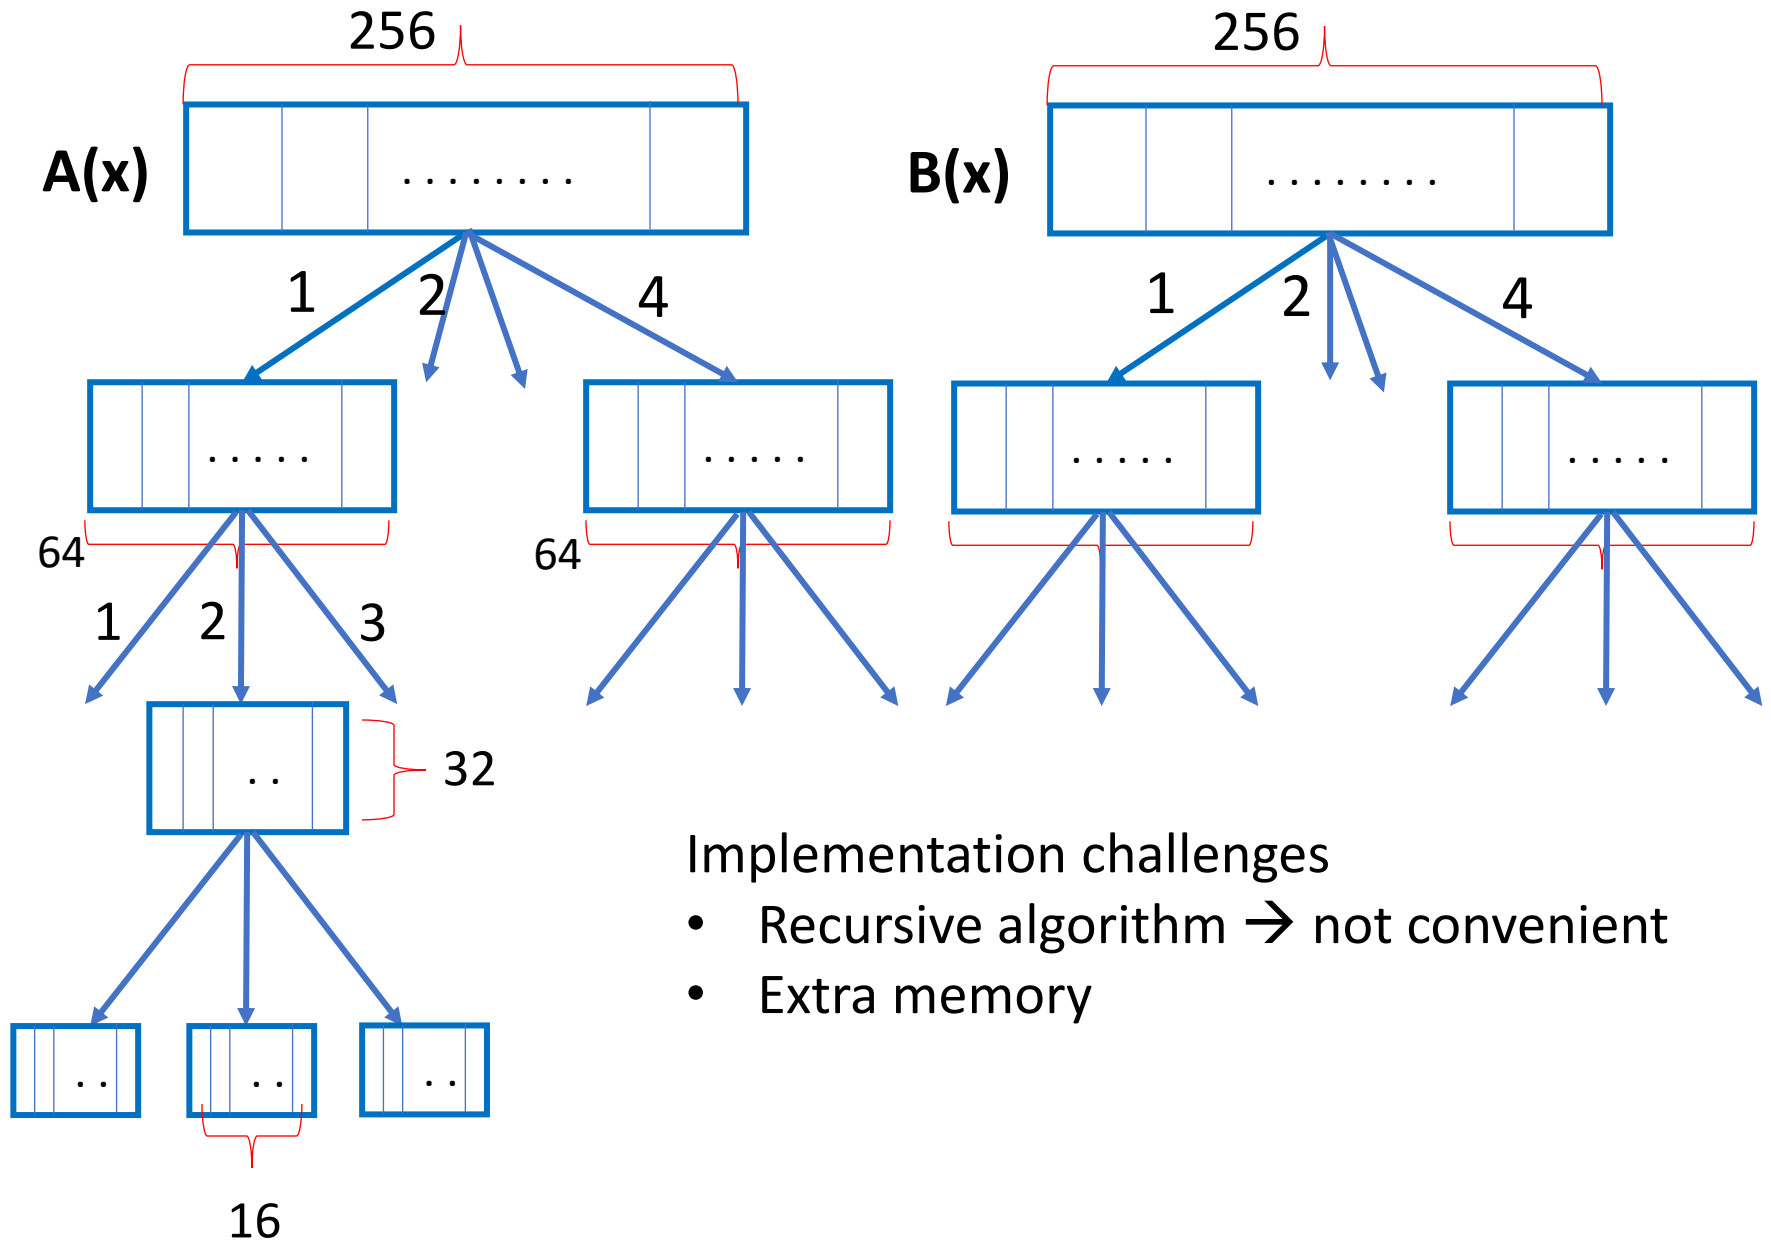 256 256
A(x) ........ B(x) ........
1 2 4 1 2 4
..... ..... ..... .....
64 64
1 2 3
.. 32
Implementation challenges
• Recursive algorithm → not convenient
• Extra memory
.. .. ..
16